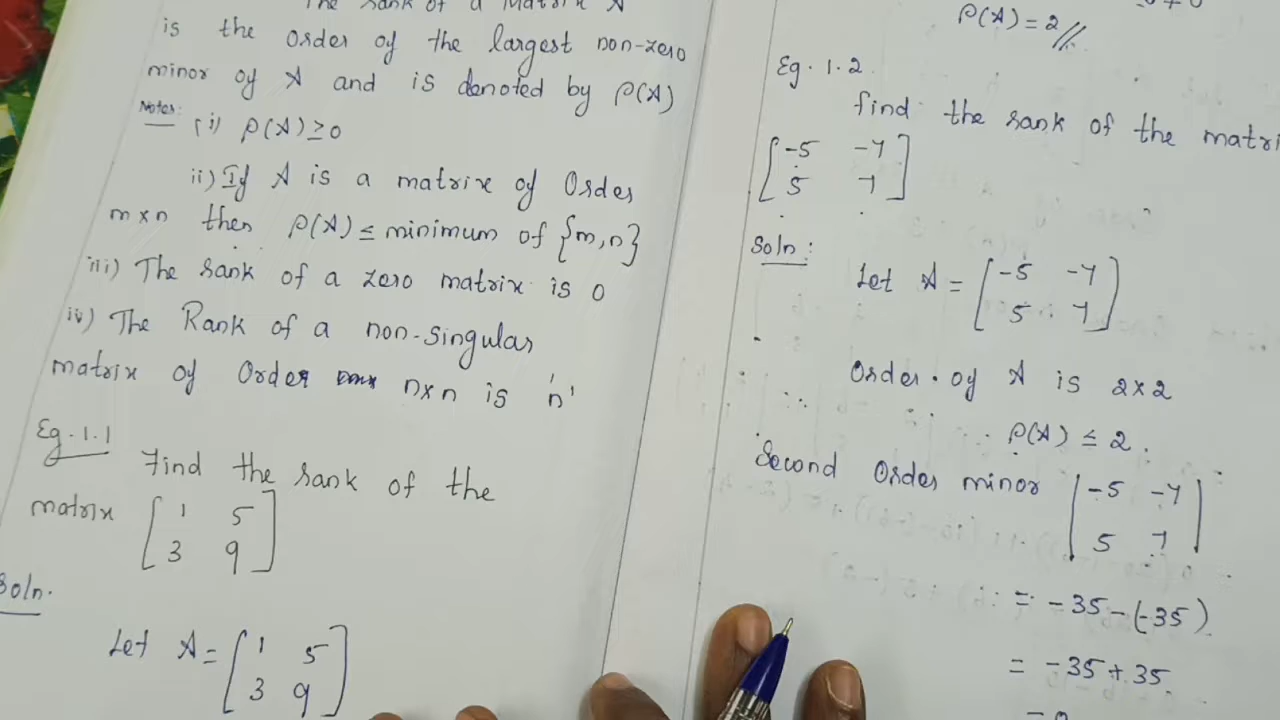 The Rank of a Matrix A
is the order of the largest non-zero
minor of A and is denoted by ρ(A)
Notes:
(i) ρ(A) ≥ 0
ii) If A is a matrix of Order
m×n then ρ(A) ≤ minimum of {m,n}
iii) The rank of a zero matrix is 0
iv) The Rank of a non-singular
matrix of Order n×n is 'n'
Eg.1.1
Find the rank of the
matrix [1 5
3 9]
Soln.
Let A = [1 5
3 9]
ρ(A) = 2 //
Eg.1.2
find the rank of the
[-5 -7
5 7]
Soln:
Let A = [-5 -7
5 7]
Order of A is 2×2
∴ ρ(A) ≤ 2.
Second Order minor |-5 -7
5 7|
= -35-(-35)
= -35+35
= 0